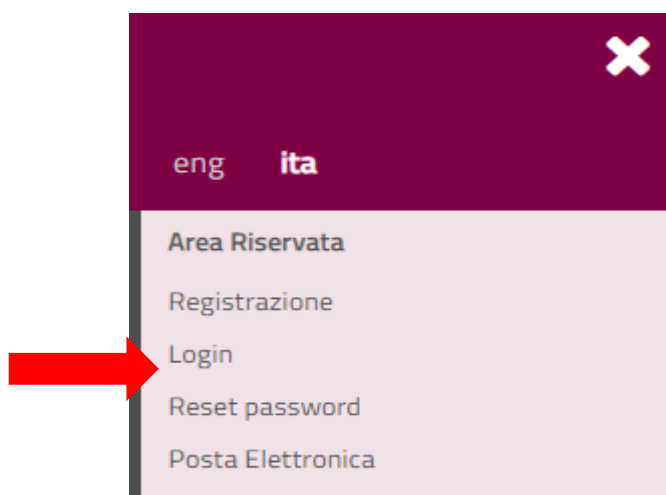 eng ita
Area Riservata
Registrazione
Login
Reset password
Posta Elettronica